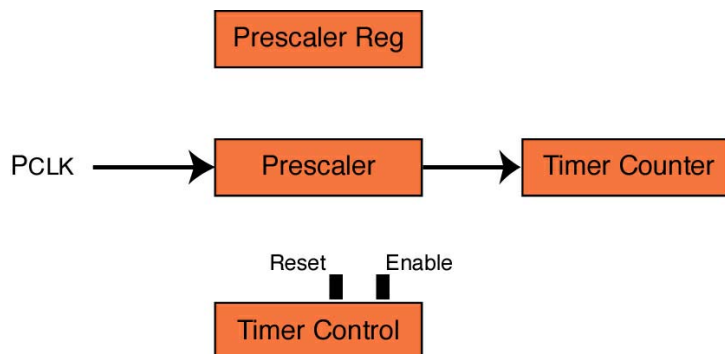 Prescaler Reg
PCLK
Prescaler
Timer Counter
Reset Enable
Timer Control